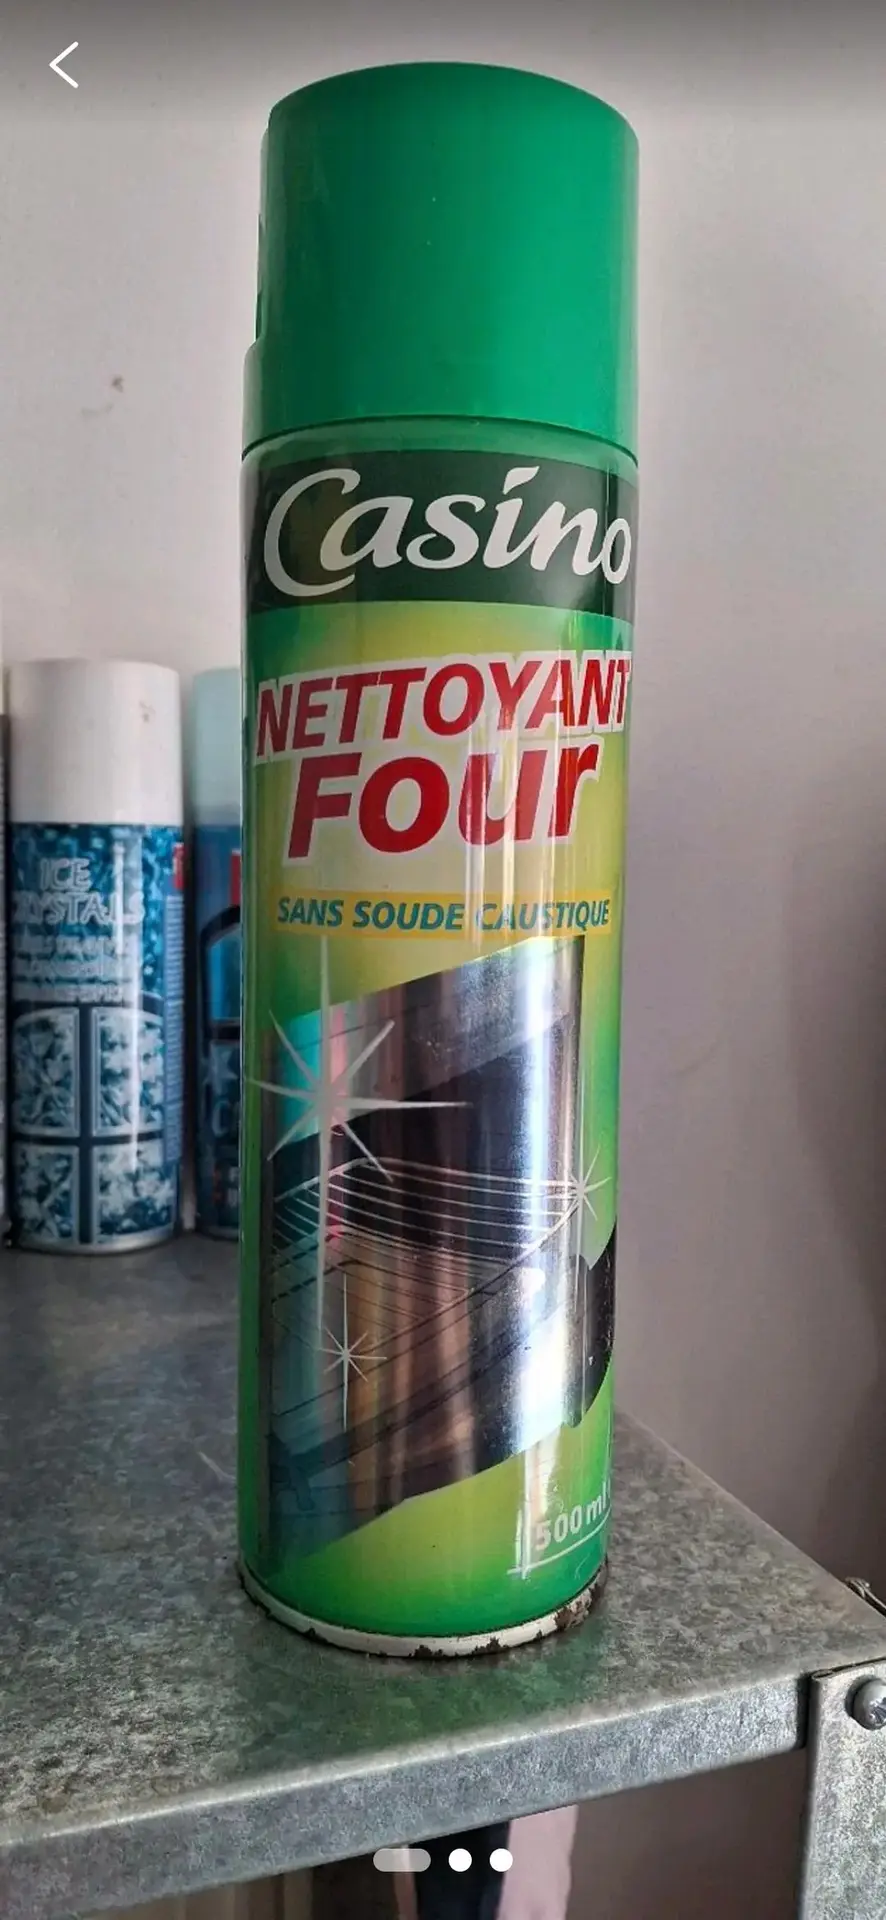 Casino
NETTOYANT
Four
SANS SOUDE CAUSTIQUE
500 ml
ICE
CRYSTALS